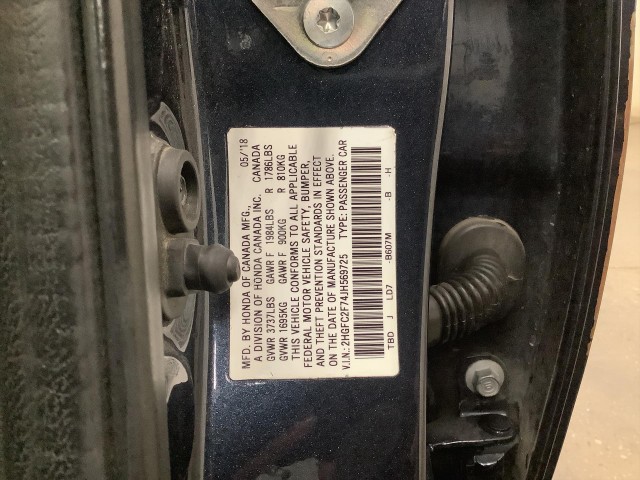 MFD. BY HONDA OF CANADA MFG., 05/'18
A DIVISION OF HONDA CANADA INC. CANADA
GVWR 3737LBS GAWR F 1984LBS R 1786LBS
GVWR 1695KG GAWR F 900KG R 810KG
THIS VEHICLE CONFORMS TO ALL APPLICABLE
FEDERAL MOTOR VEHICLE SAFETY, BUMPER,
AND THEFT PREVENTION STANDARDS IN EFFECT
ON THE DATE OF MANUFACTURE SHOWN ABOVE.
V.I.N.: 2HGFC2F74JH569725 TYPE: PASSENGER CAR
TBD J LD7 -B607M -B -H